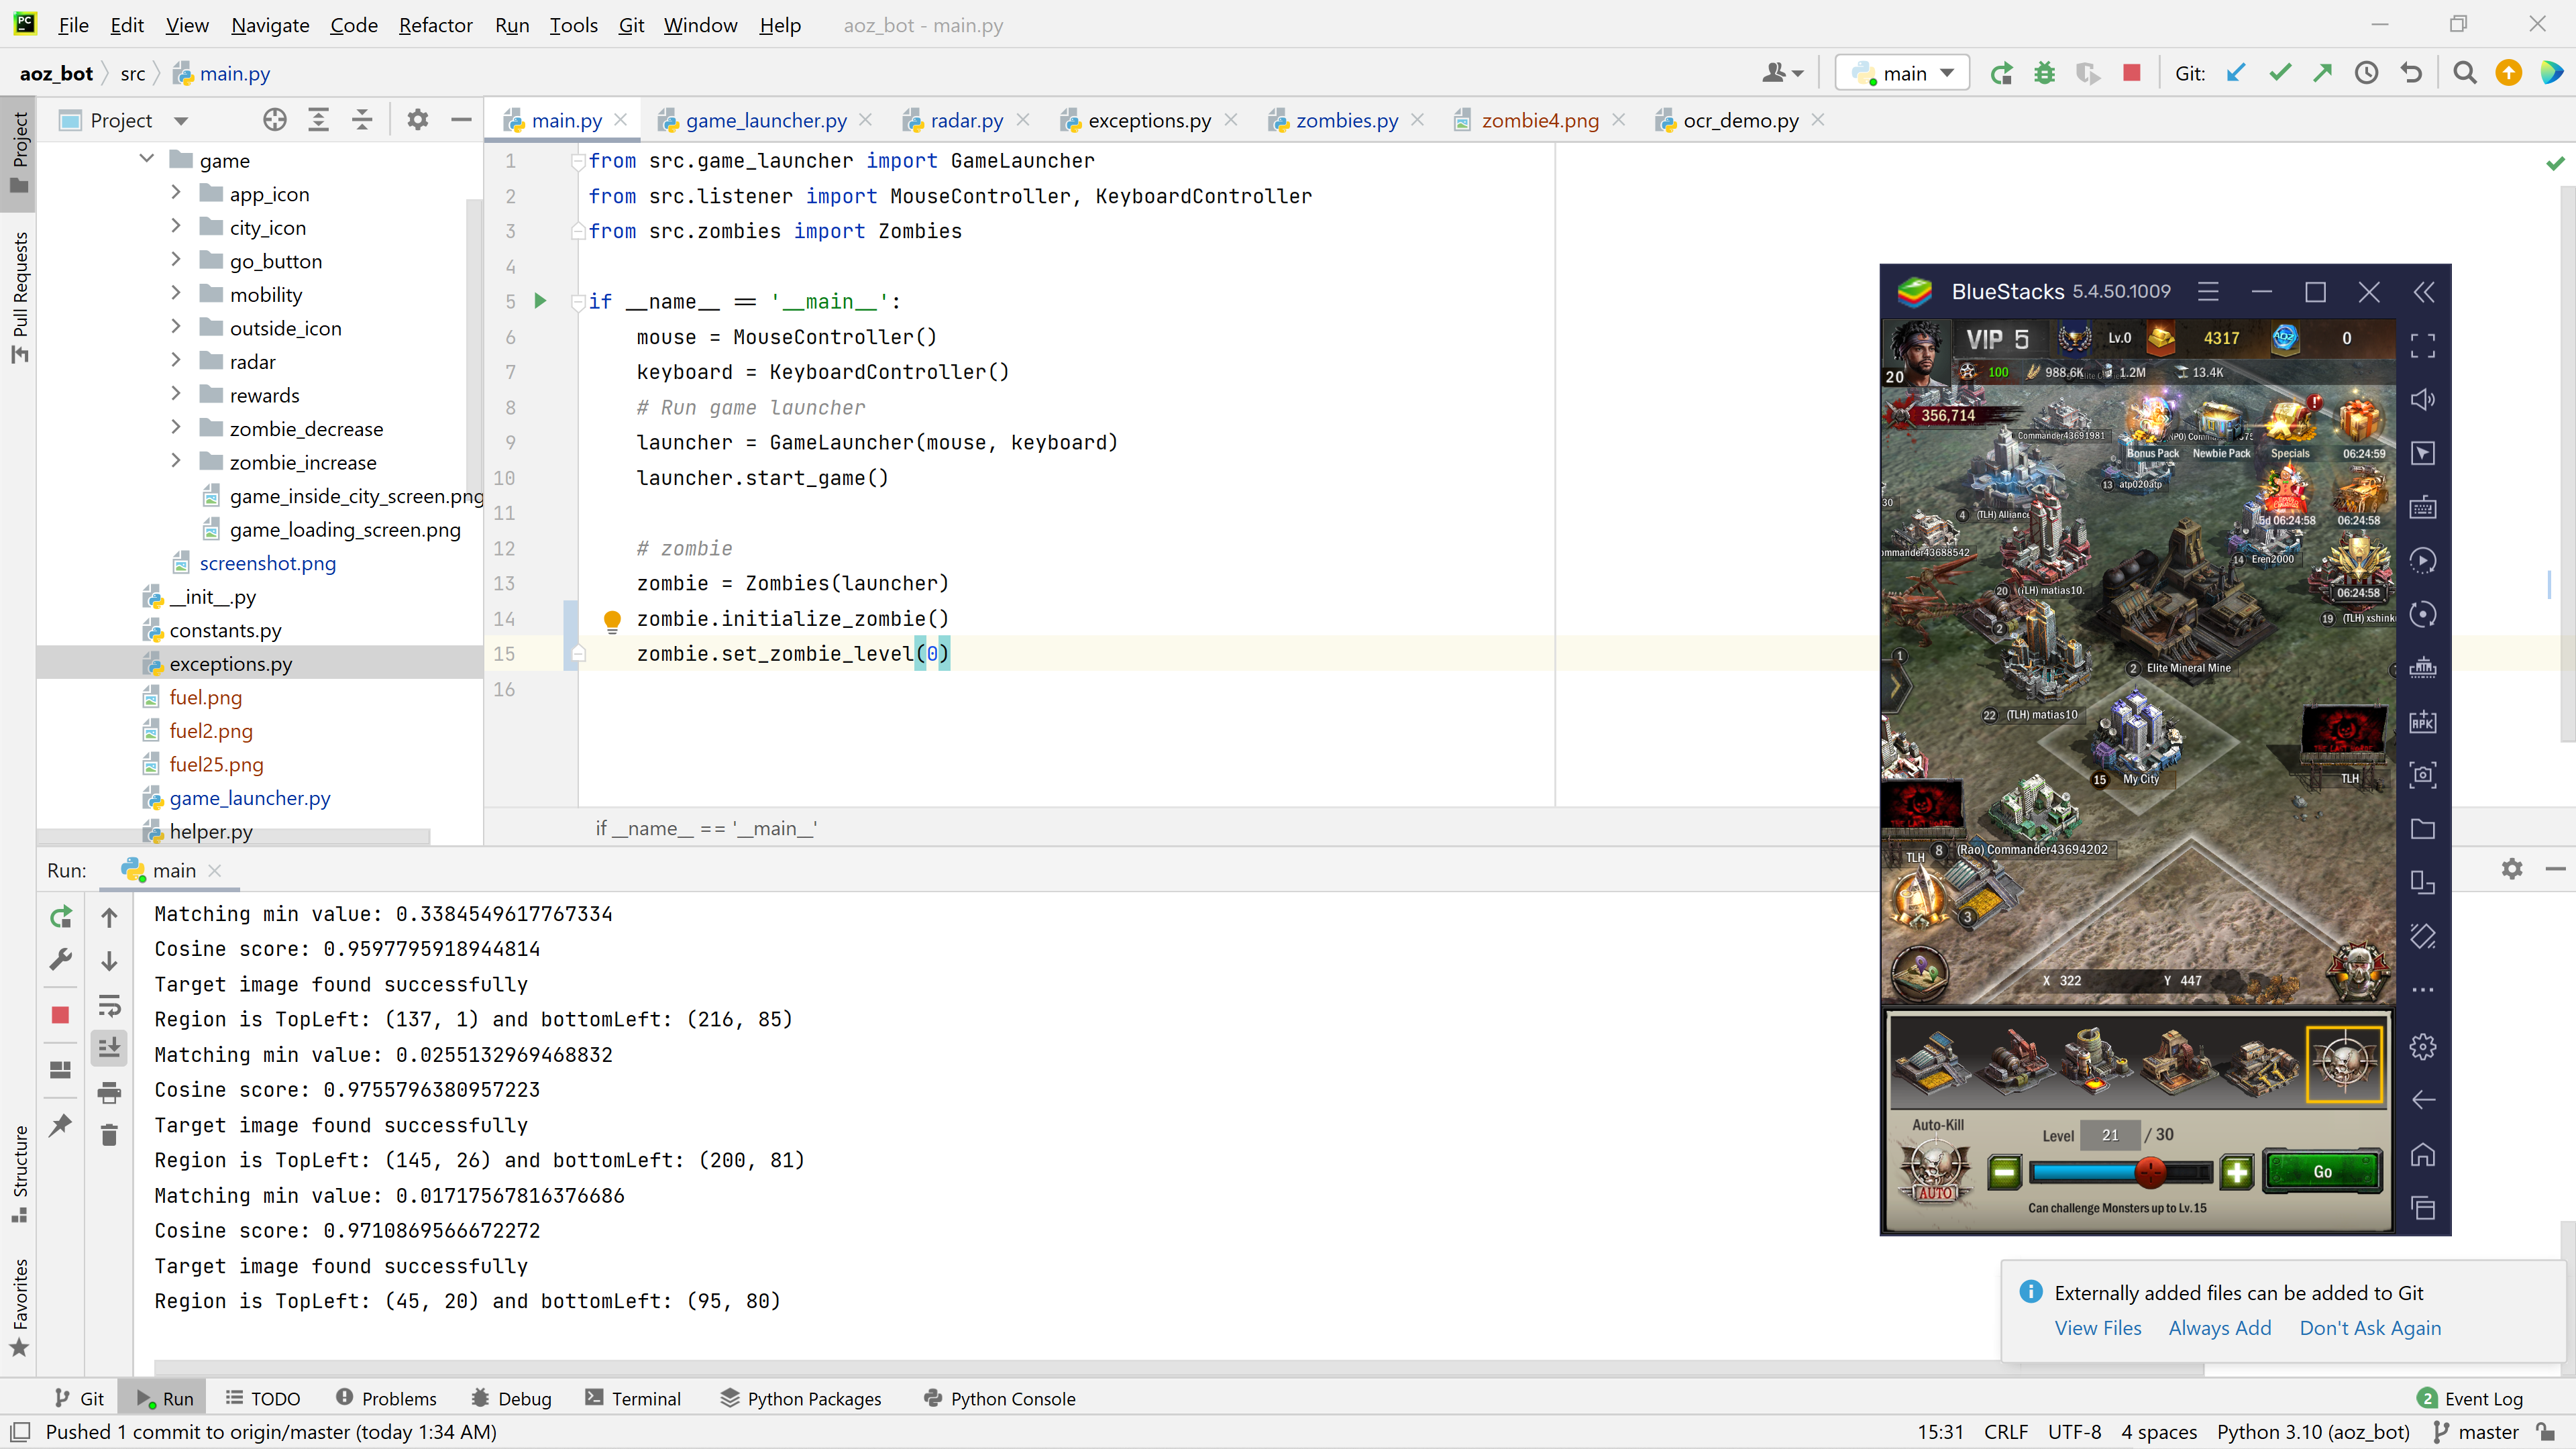 File Edit View Navigate Code Refactor Run Tools Git Window Help aoz_bot - main.py
aoz_bot src main.py main Git:
Project
Pull Requests
Structure
Favorites
Project
main.py game_launcher.py radar.py exceptions.py zombies.py zombie4.png ocr_demo.py
game
app_icon
city_icon
go_button
mobility
outside_icon
radar
rewards
zombie_decrease
zombie_increase
game_inside_city_screen.png
game_loading_screen.png
screenshot.png
__init__.py
constants.py
exceptions.py
fuel.png
fuel2.png
fuel25.png
game_launcher.py
helper.py
1 from src.game_launcher import GameLauncher
2 from src.listener import MouseController, KeyboardController
3 from src.zombies import Zombies
4
5 if __name__ == '__main__':
6 mouse = MouseController()
7 keyboard = KeyboardController()
8 # Run game launcher
9 launcher = GameLauncher(mouse, keyboard)
10 launcher.start_game()
11
12 # zombie
13 zombie = Zombies(launcher)
14 zombie.initialize_zombie()
15 zombie.set_zombie_level(0)
16
if __name__ == '__main__'
BlueStacks 5.4.50.1009
VIP 5 Lv.0 4317 0
20 100 988.6K 1.2M 13.4K
356,714
Commander43691981
Bonus Pack Newbie Pack Specials 06:24:59
13 atp020atp
30
4 (TLH) Alliance
5d 06:24:58 06:24:58
ommander43688542
14 Eren2000
20 (TLH) matias10.
06:24:58
2
19 (TLH) xshink
1
2 Elite Mineral Mine
22 (TLH) matias10
15 My City
TLH
8 (Rao) Commander43694202
TLH
3
X 322 Y 447
Auto-Kill
Level 21 / 30
AUTO
Go
Can challenge Monsters up to Lv.15
Run: main
Matching min value: 0.3384549617767334
Cosine score: 0.9597795918944814
Target image found successfully
Region is TopLeft: (137, 1) and bottomLeft: (216, 85)
Matching min value: 0.0255132969468832
Cosine score: 0.9755796380957223
Target image found successfully
Region is TopLeft: (145, 26) and bottomLeft: (200, 81)
Matching min value: 0.01717567816376686
Cosine score: 0.9710869566672272
Target image found successfully
Region is TopLeft: (45, 20) and bottomLeft: (95, 80)
Externally added files can be added to Git
View Files Always Add Don't Ask Again
Git Run TODO Problems Debug Terminal Python Packages Python Console 2 Event Log
Pushed 1 commit to origin/master (today 1:34 AM) 15:31 CRLF UTF-8 4 spaces Python 3.10 (aoz_bot) master